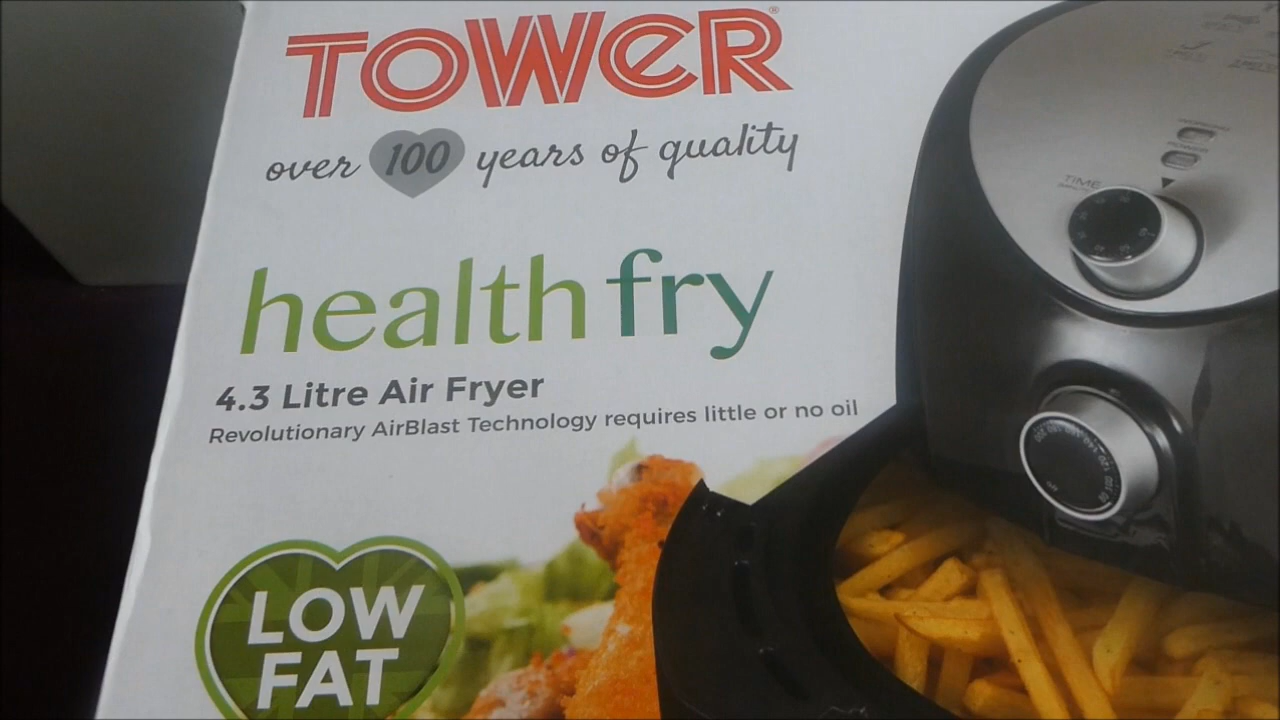 TOWER®
over 100 years of quality
health fry
4.3 Litre Air Fryer
Revolutionary AirBlast Technology requires little or no oil
LOW
FAT
TIME